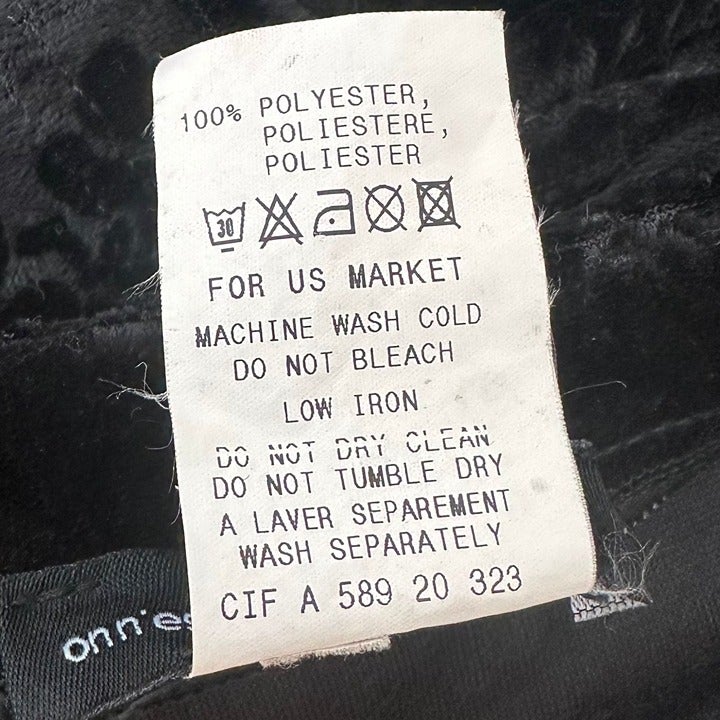 100% POLYESTER,
POLIESTERE,
POLIESTER
30
FOR US MARKET
MACHINE WASH COLD
DO NOT BLEACH
LOW IRON
DO NOT DRY CLEAN
DO NOT TUMBLE DRY
A LAVER SEPAREMENT
WASH SEPARATELY
CIF A 589 20 323